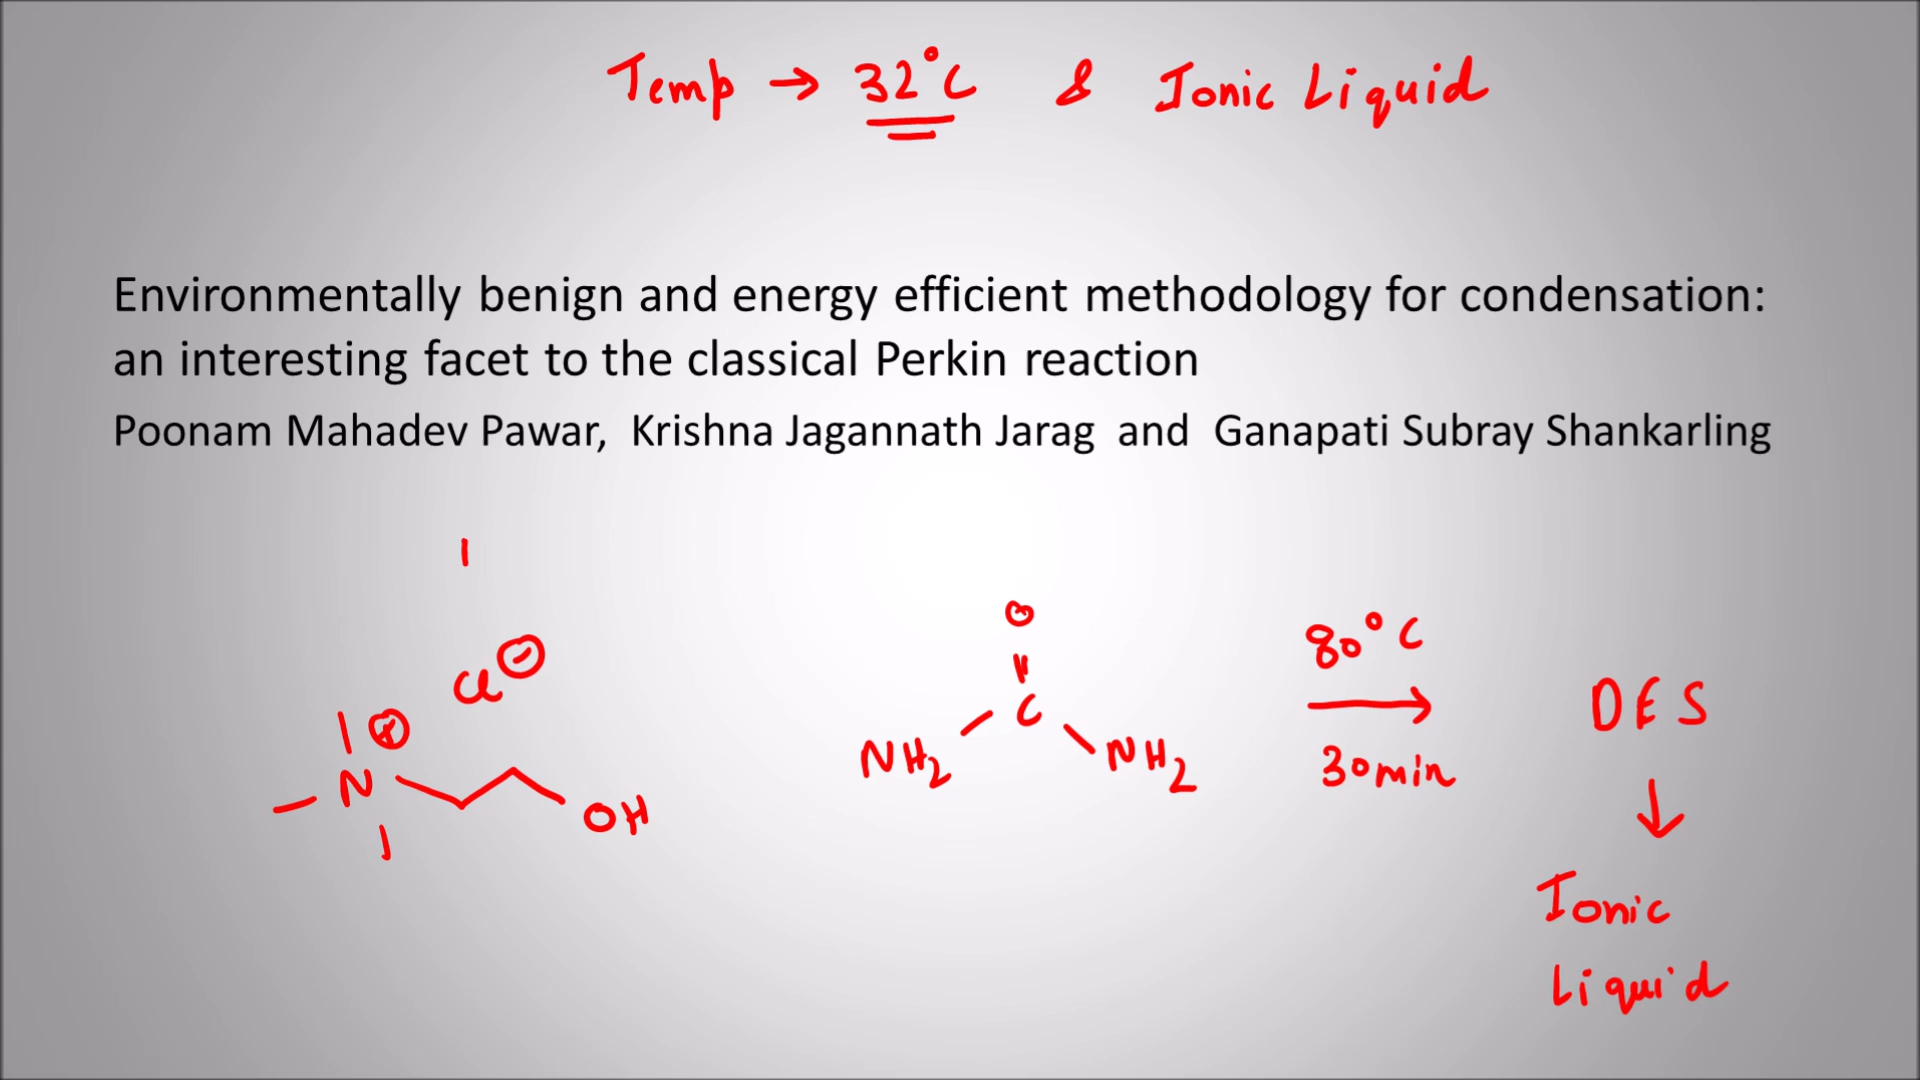 Temp → 32°C & Ionic Liquid
Environmentally benign and energy efficient methodology for condensation:
an interesting facet to the classical Perkin reaction
Poonam Mahadev Pawar, Krishna Jagannath Jarag and Ganapati Subray Shankarling
Cl ⊖
⊕
N
OH
O
C
NH2
NH2
80°C
30min
DES
Ionic
Liquid